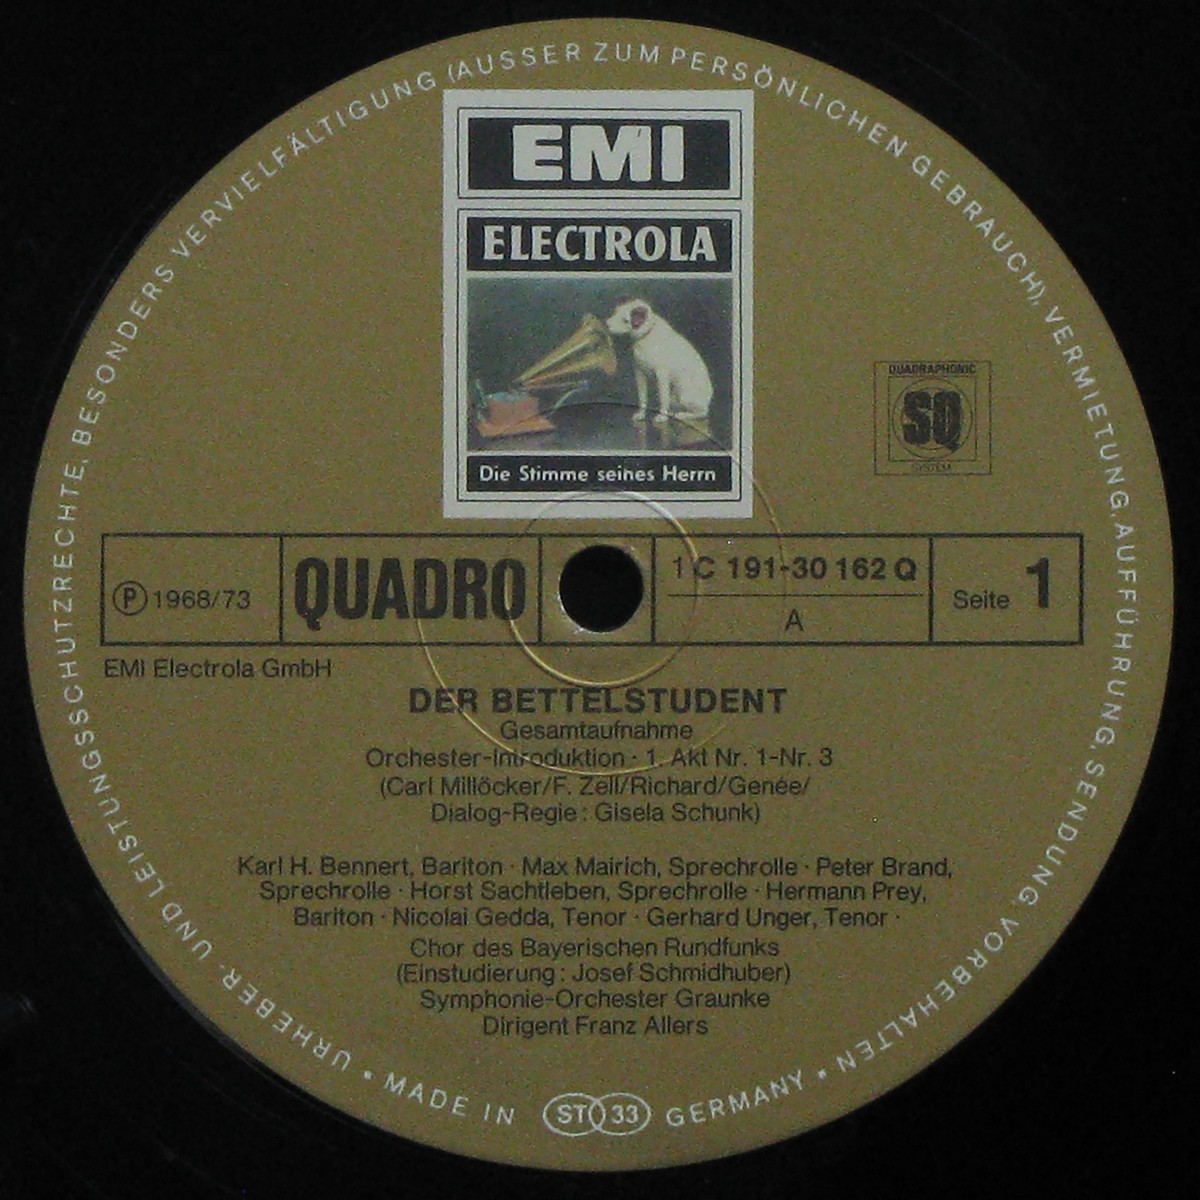 URHEBER- UND LEISTUNGSSCHUTZRECHTE, BESONDERS VERVIELFÄLTIGUNG (AUSSER ZUM PERSÖNLICHEN GEBRAUCH), VERMIETUNG, AUFFÜHRUNG, SENDUNG, VORBEHALTEN
EMI
ELECTROLA
Die Stimme seines Herrn
QUADRAPHONIC
SQ
SYSTEM
℗ 1968/73
QUADRO
1C 191-30 162 Q
A
Seite 1
EMI Electrola GmbH
DER BETTELSTUDENT
Gesamtaufnahme
Orchester-Introduktion · 1. Akt Nr. 1-Nr. 3
(Carl Millöcker/F. Zell/Richard/Genée/
Dialog-Regie: Gisela Schunk)
Karl H. Bennert, Bariton · Max Mairich, Sprechrolle · Peter Brand,
Sprechrolle · Horst Sachtleben, Sprechrolle · Hermann Prey,
Bariton · Nicolai Gedda, Tenor · Gerhard Unger, Tenor ·
Chor des Bayerischen Rundfunks
(Einstudierung: Josef Schmidhuber)
Symphonie-Orchester Graunke
Dirigent Franz Allers
• MADE IN ST 33 GERMANY •